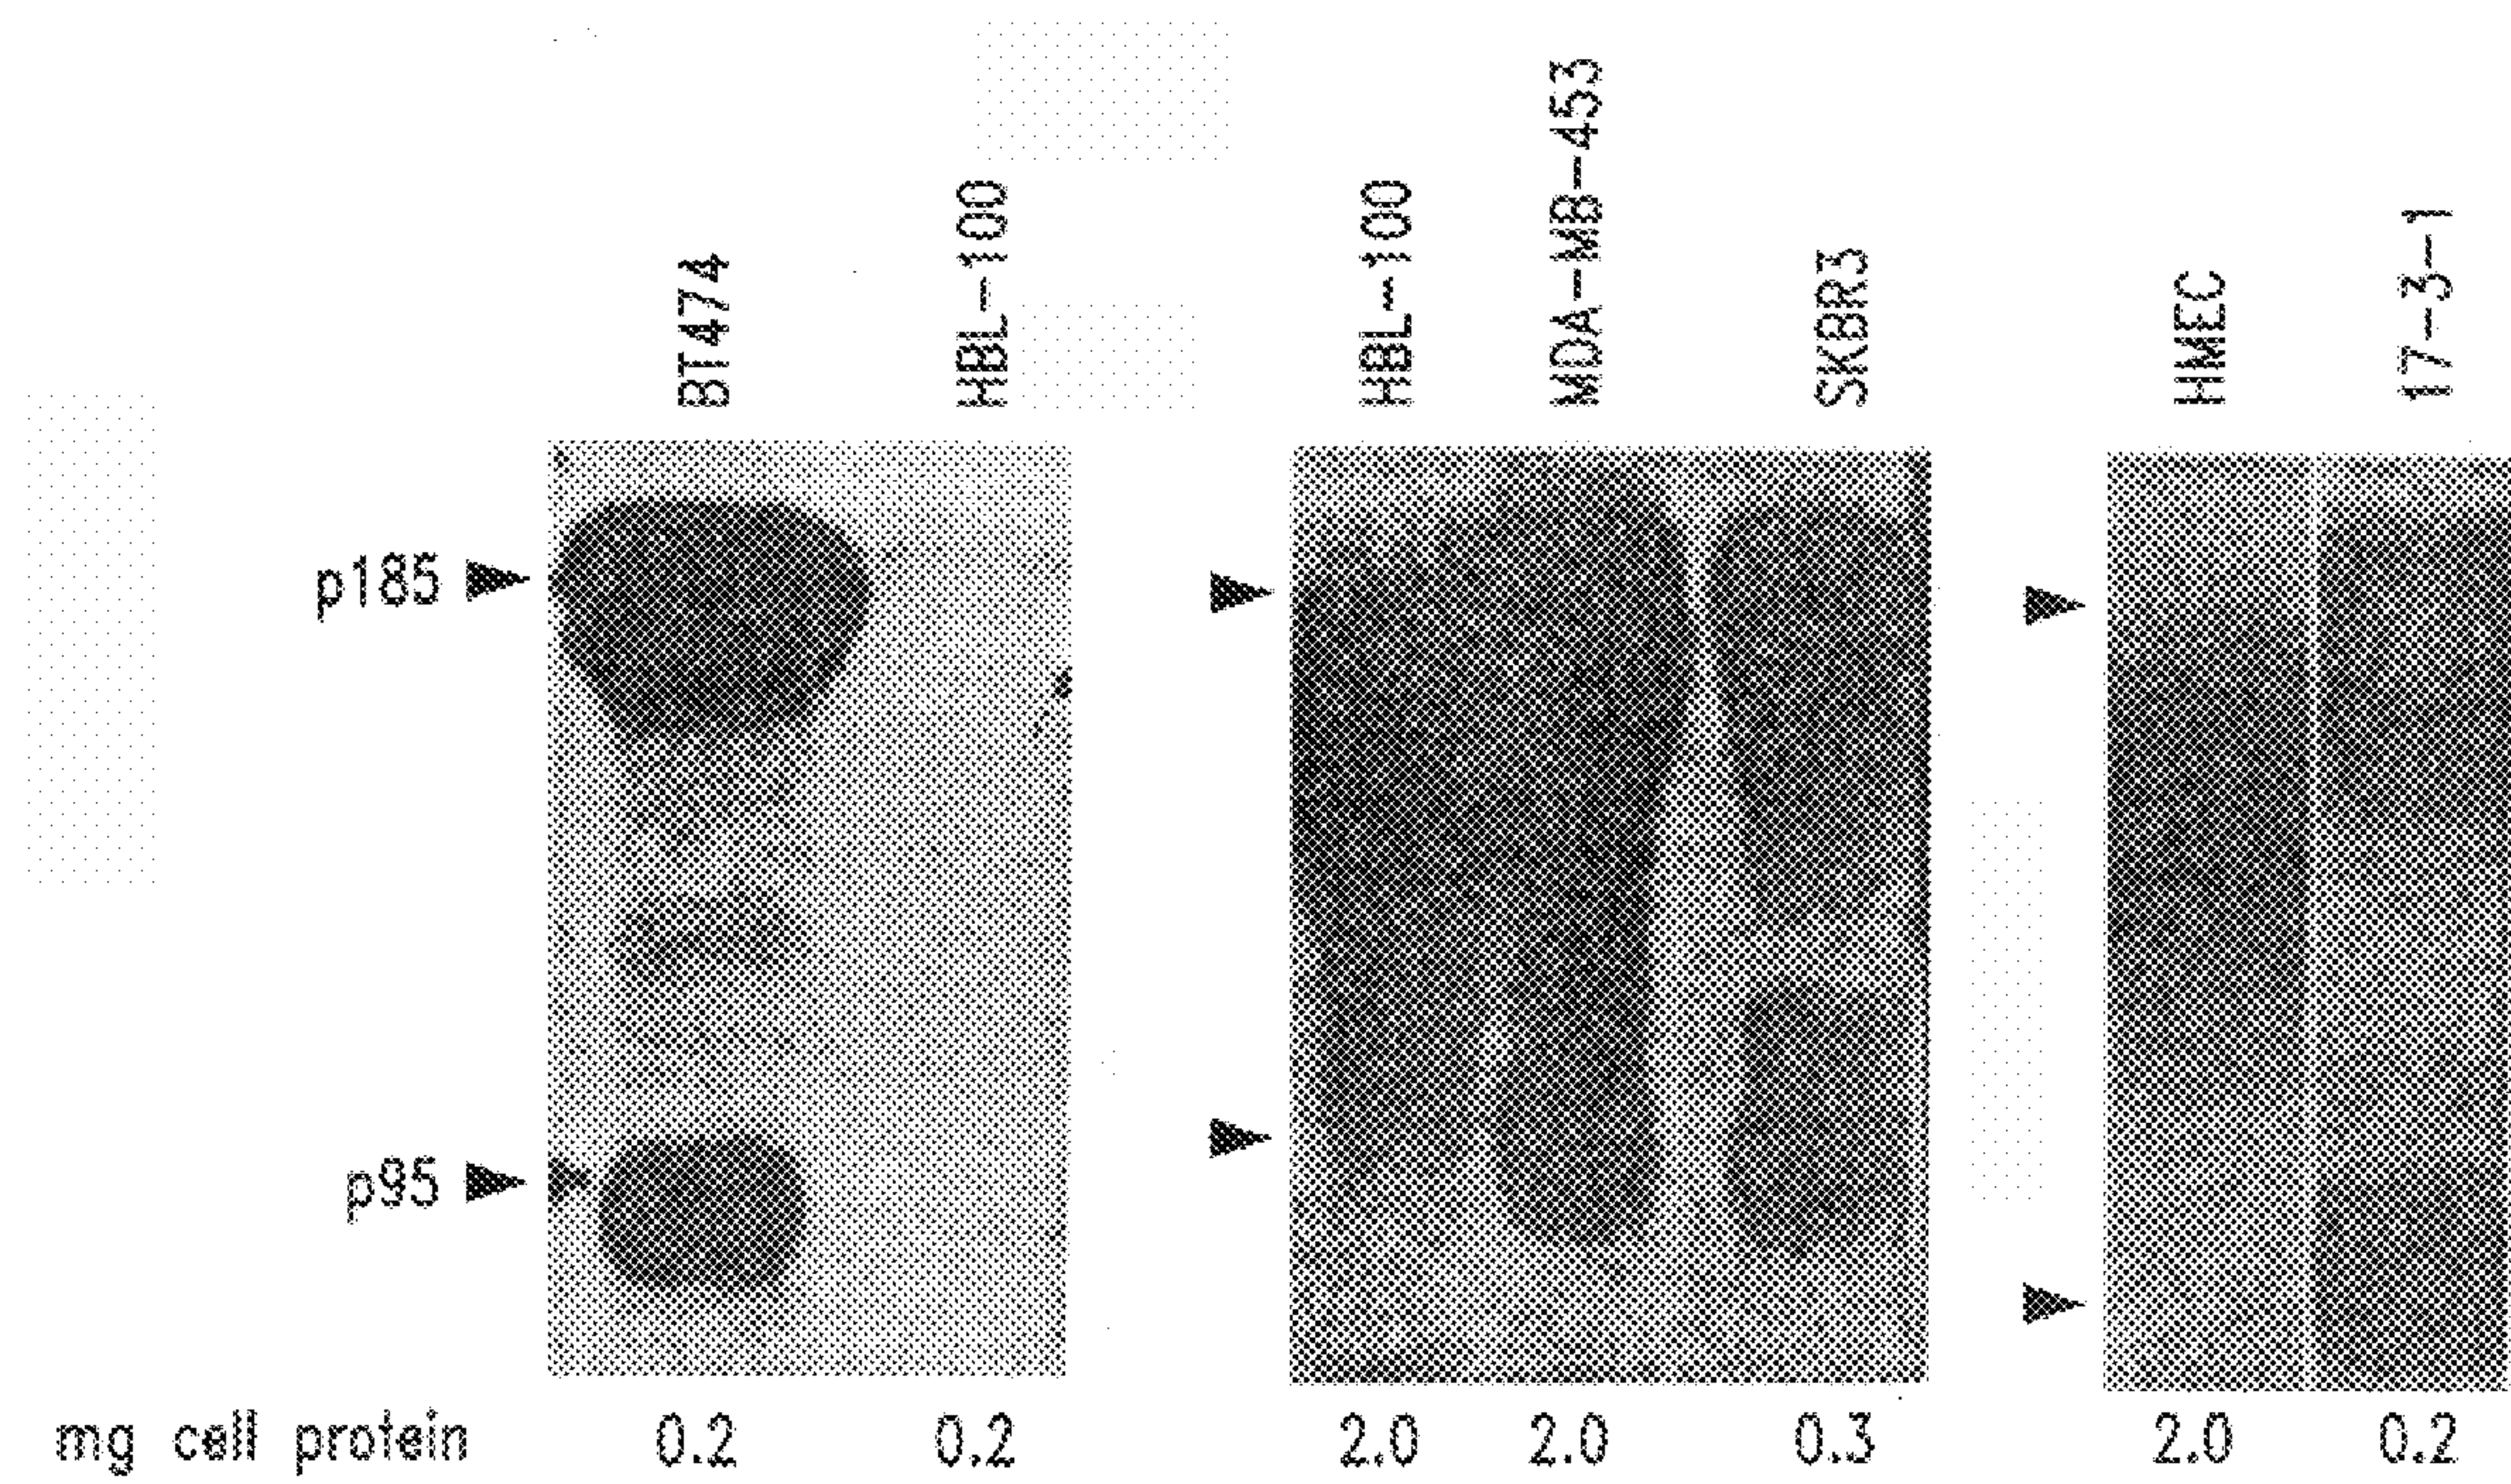 BT474
HBL-100
HBL-100
MDA-MB-453
SKBR3
HMEC
17-3-1
p185
p95
mg cell protein 0.2 0.2 2.0 2.0 0.3 2.0 0.2